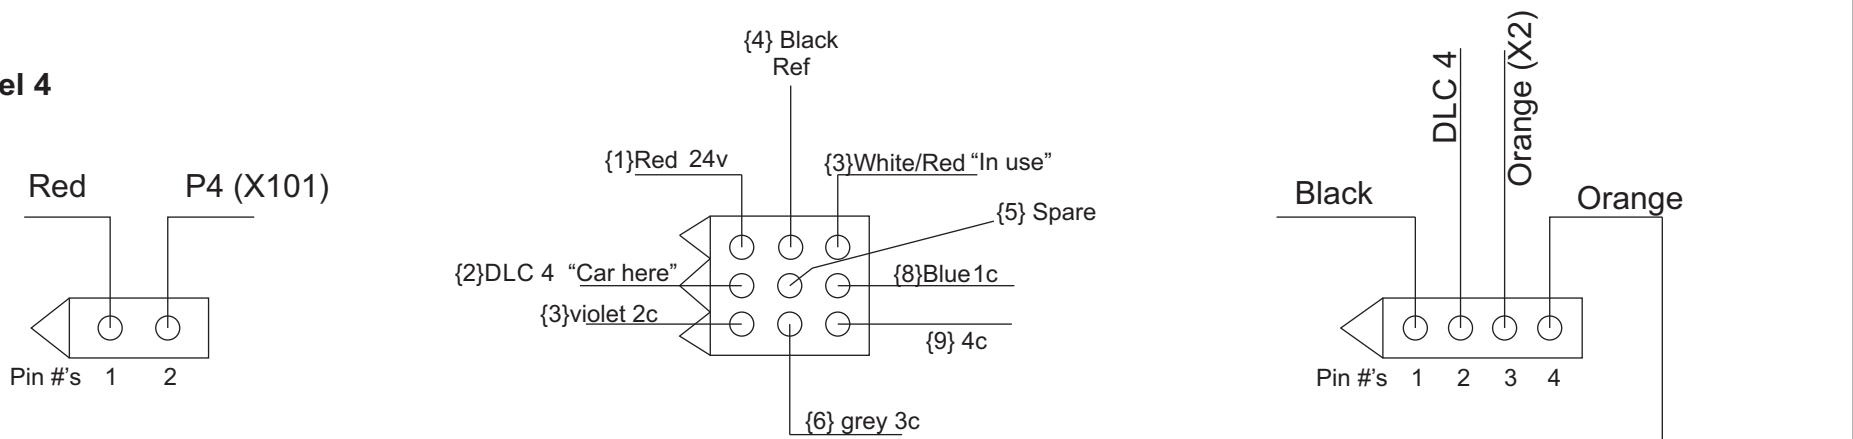 el 4
Red
P4 (X101)
Pin #'s 1 2
{4} Black
Ref
{1}Red 24v
{3}White/Red “In use”
{5} Spare
{2}DLC 4 “Car here”
{8}Blue1c
{3}violet 2c
{9} 4c
{6} grey 3c
DLC 4
Orange (X2)
Black
Orange
Pin #'s 1 2 3 4